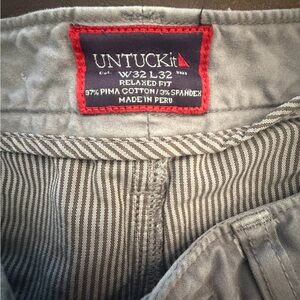 UNTUCKit
W32 L32
RELAXED FIT
97% PIMA COTTON / 3% SPANDEX
MADE IN PERU